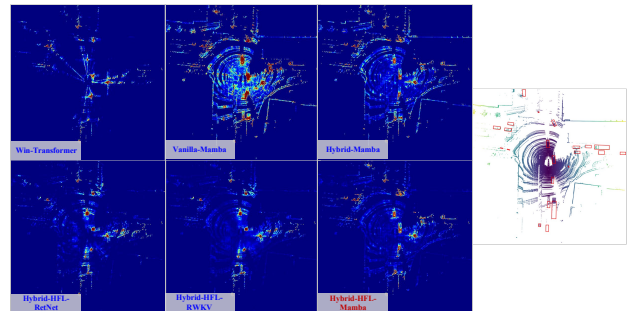 Win-Transformer
Vanilla-Mamba
Hybrid-Mamba
Hybrid-HFL-
RetNet
Hybrid-HFL-
RWKV
Hybrid-HFL-
Mamba